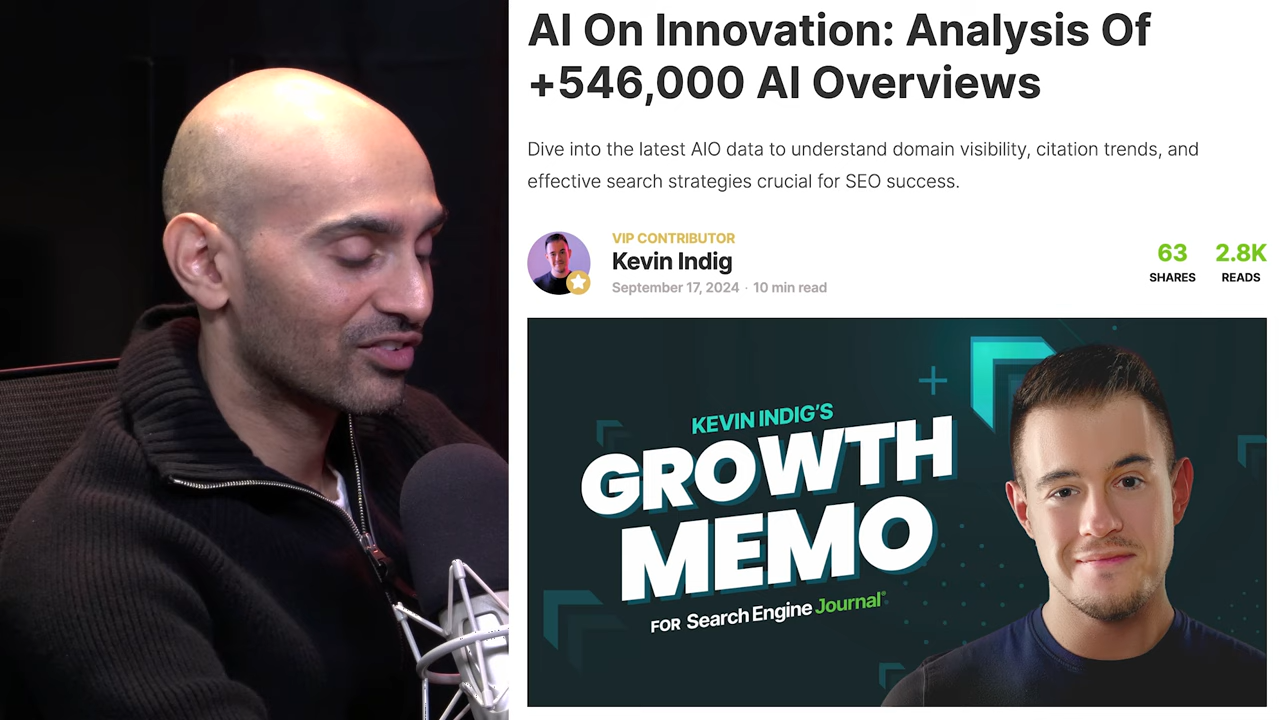 AI On Innovation: Analysis Of
+546,000 AI Overviews
Dive into the latest AIO data to understand domain visibility, citation trends, and
effective search strategies crucial for SEO success.
VIP CONTRIBUTOR
Kevin Indig
September 17, 2024 · 10 min read
63
SHARES
2.8K
READS
KEVIN INDIG'S
GROWTH
MEMO
FOR Search Engine Journal